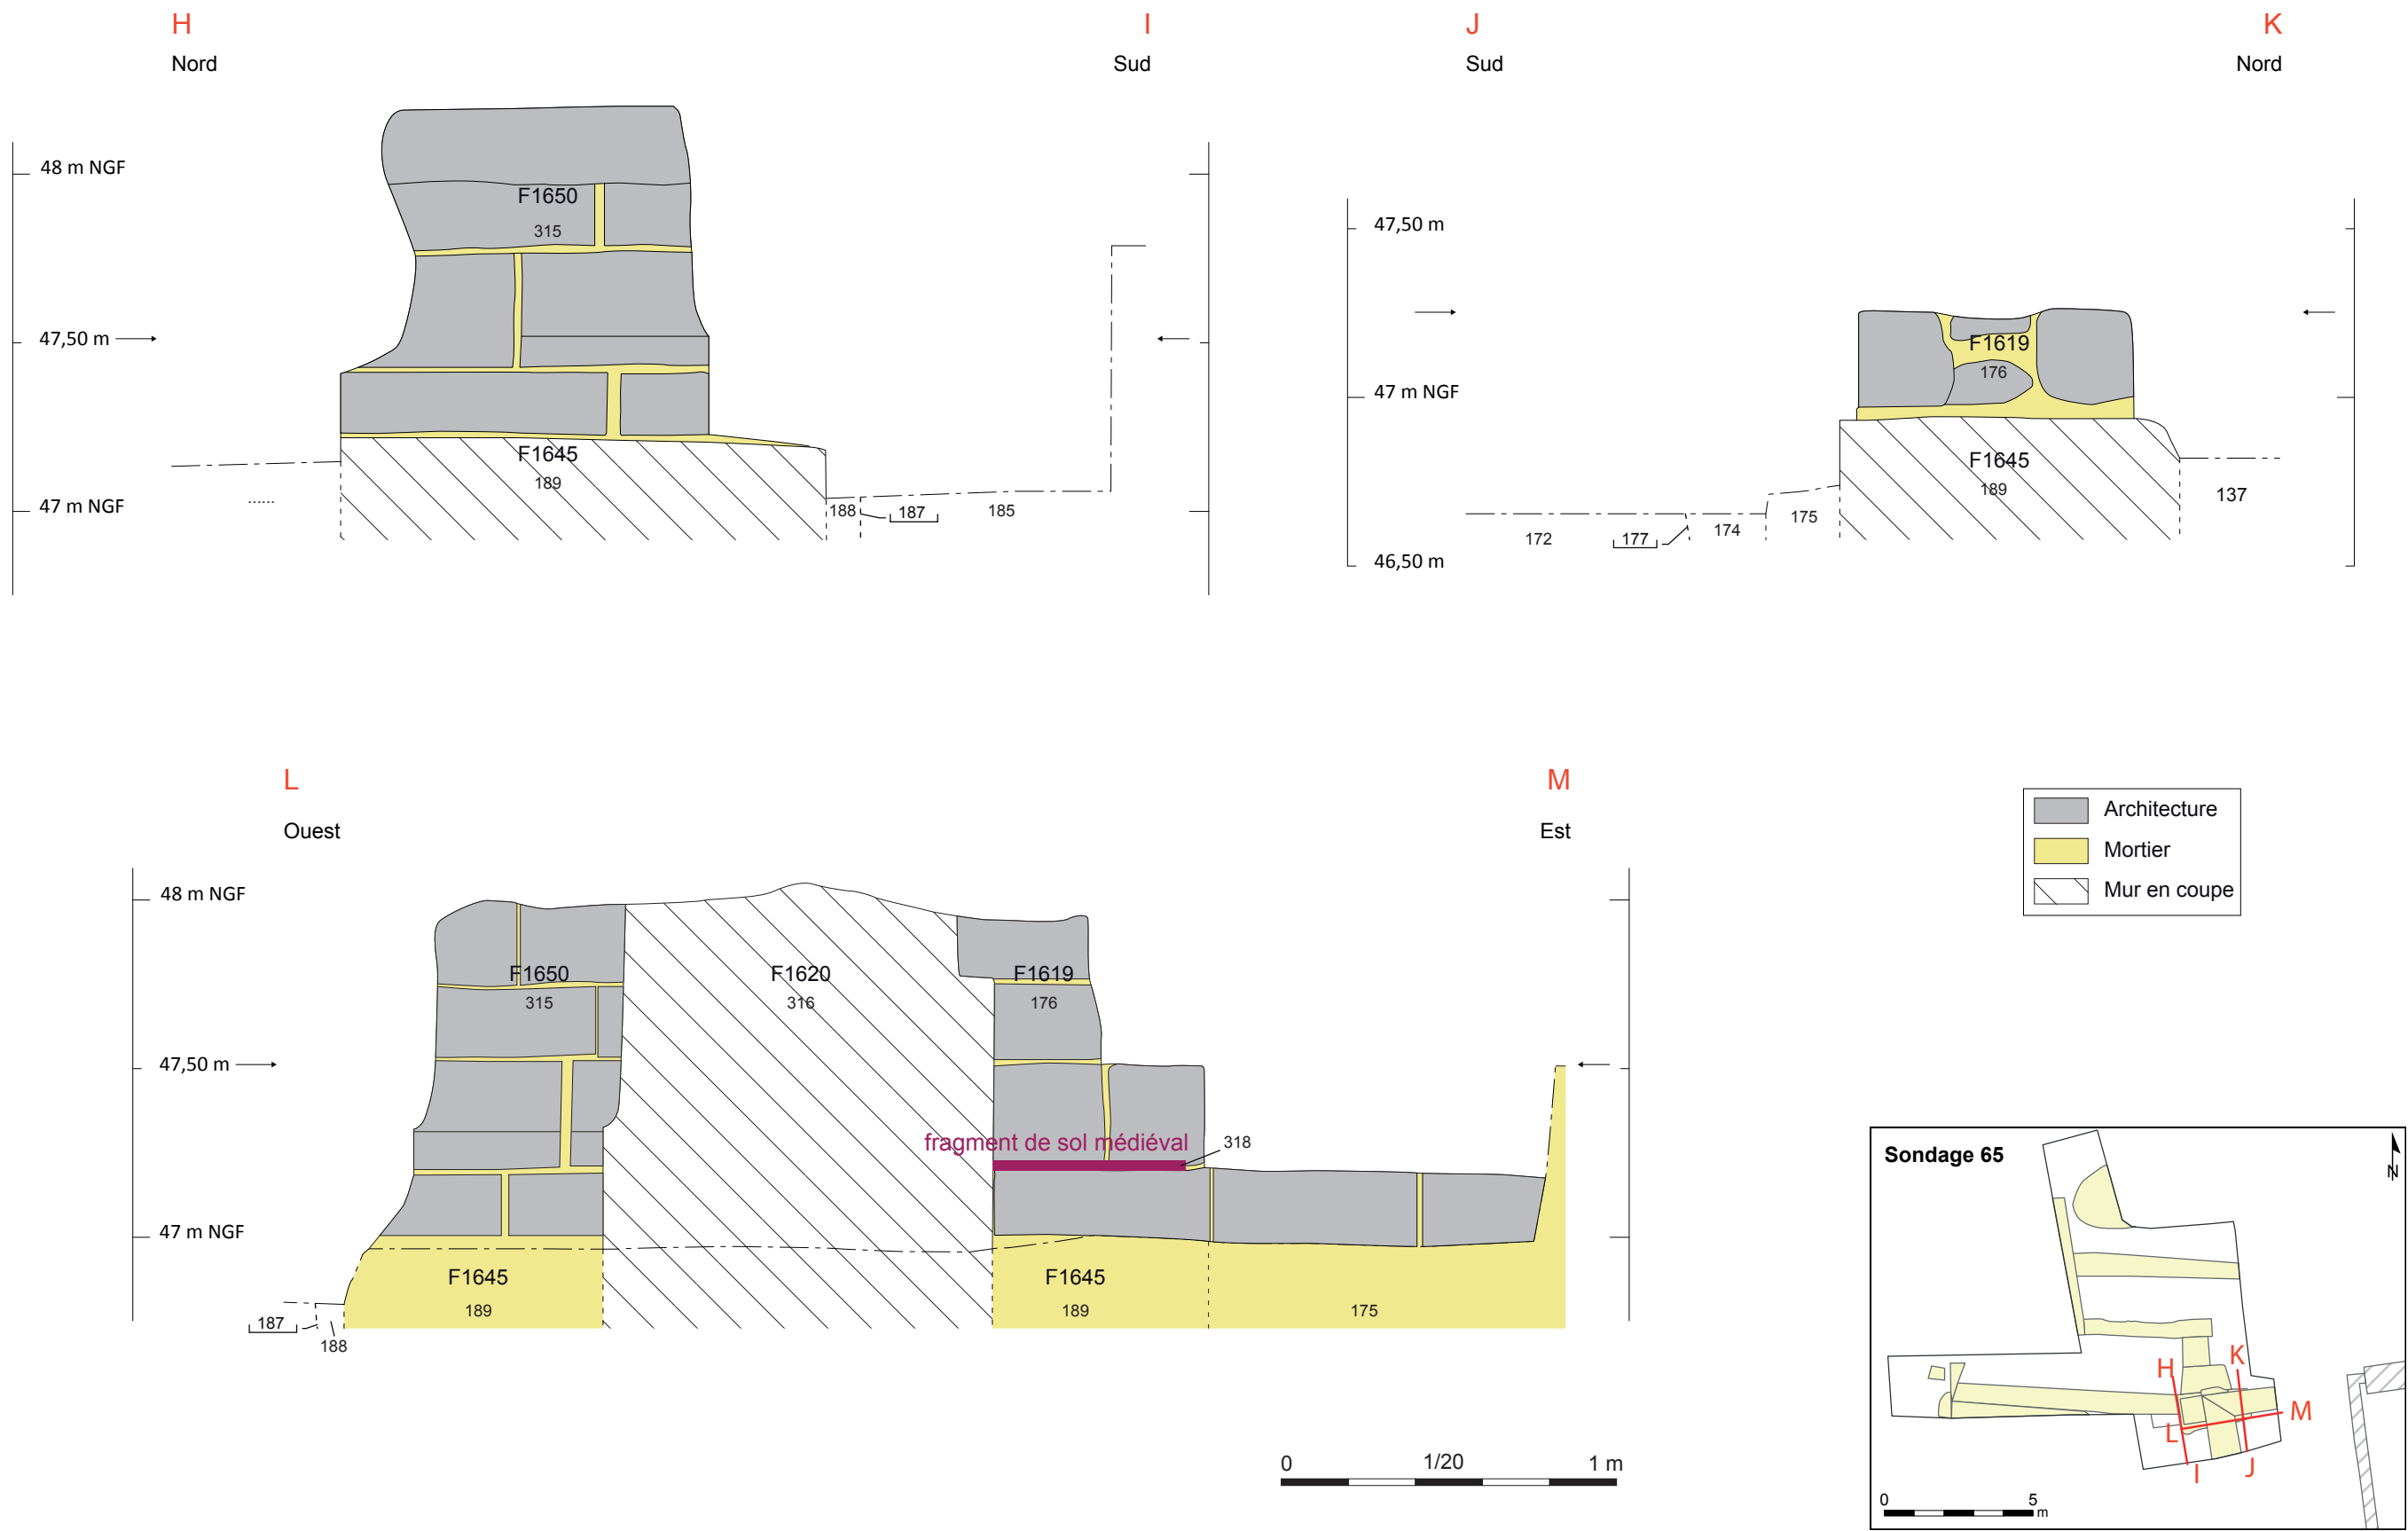 H
I
Nord
Sud
48 m NGF
F1650
315
47,50 m
F1645
189
47 m NGF
188
187
185
J
K
Sud
Nord
47,50 m
F1619
176
47 m NGF
F1645
189
137
175
174
177
172
46,50 m
L
M
Ouest
Est
48 m NGF
F1650
315
F1620
316
F1619
176
47,50 m
fragment de sol médiéval
318
47 m NGF
F1645
189
F1645
189
175
187
188
0 1/20 1 m
Architecture
Mortier
Mur en coupe
Sondage 65
N
H
K
M
L
I
J
0 5
m